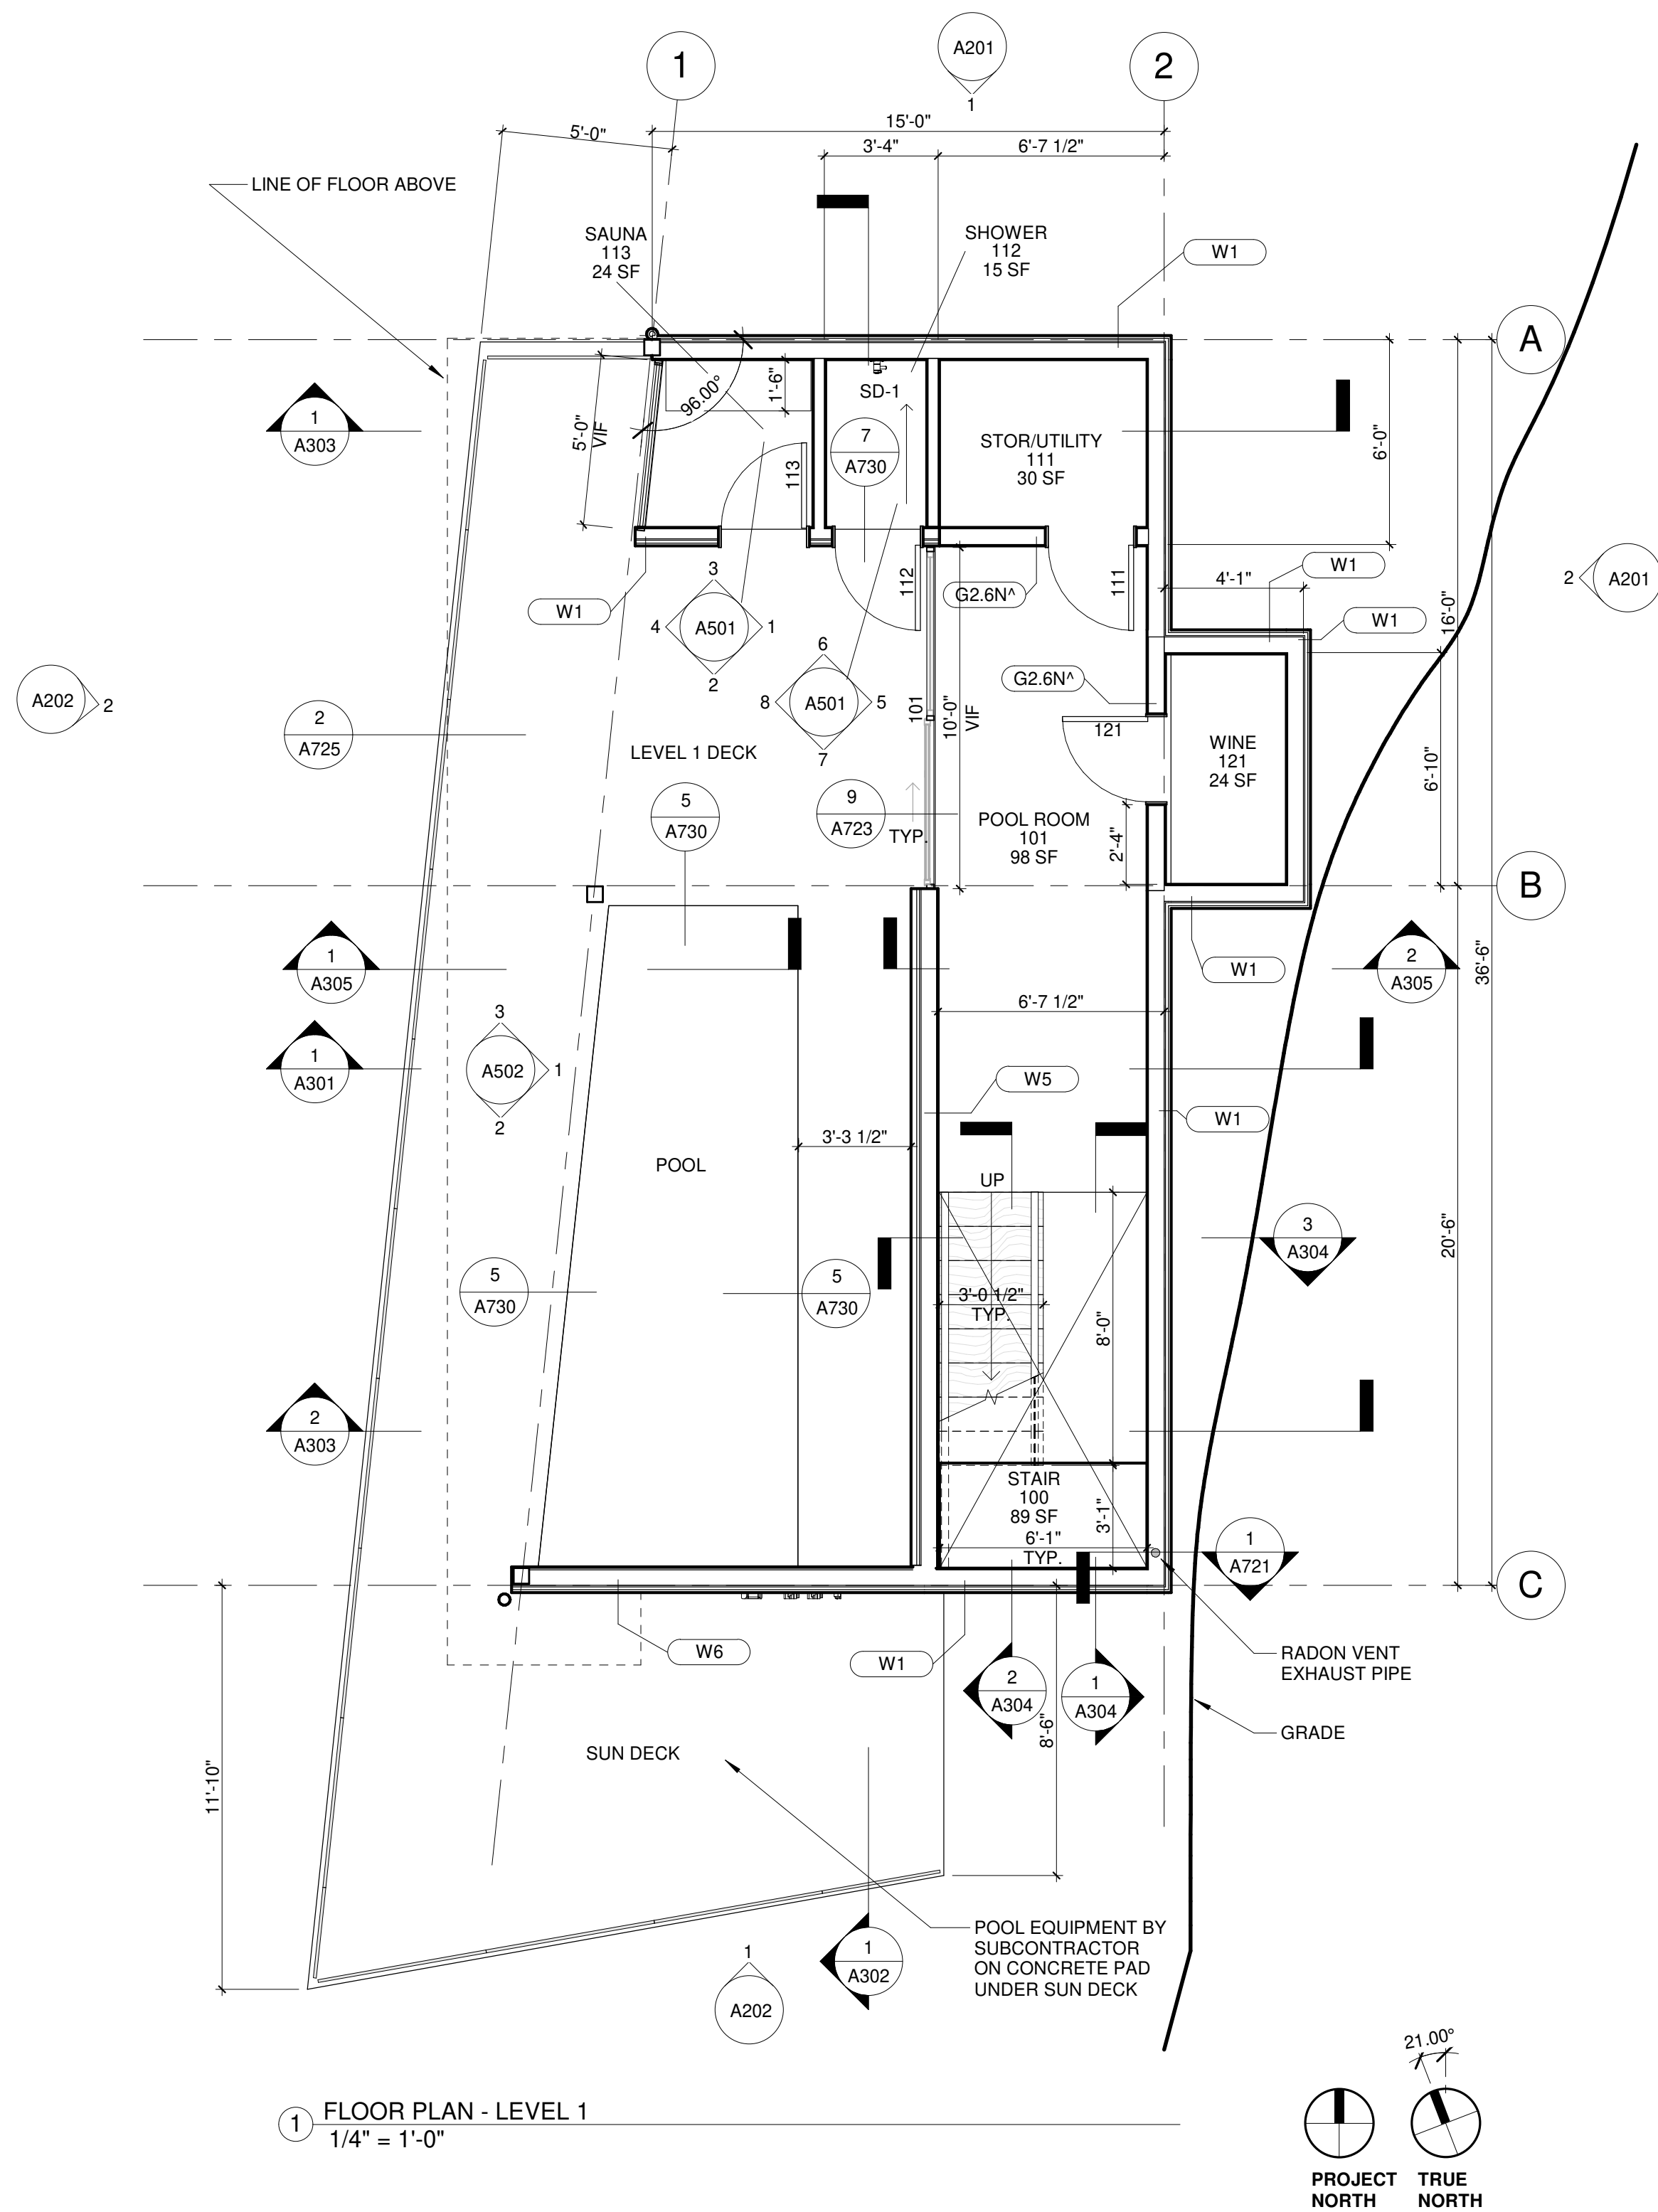 1
A201
1
2
5'-0"
15'-0"
3'-4"
6'-7 1/2"
LINE OF FLOOR ABOVE
SAUNA
113
24 SF
SHOWER
112
15 SF
W1
A
1
A303
5'-0"
VIF
96.00°
1'-6"
SD-1
7
A730
113
STOR/UTILITY
111
30 SF
6'-0"
W1
3
4
A501
1
2
112
G2.6N^
111
4'-1"
W1
W1
16'-0"
2
A201
A202
2
2
A725
6
8
A501
5
7
101
10'-0"
VIF
G2.6N^
121
WINE
121
24 SF
6'-10"
LEVEL 1 DECK
5
A730
9
A723
TYP.
POOL ROOM
101
98 SF
2'-4"
B
1
A305
2
A305
36'-6"
W1
6'-7 1/2"
1
A301
3
A502
1
2
W5
W1
3'-3 1/2"
POOL
UP
3
A304
20'-6"
5
A730
5
A730
3'-0 1/2"
TYP.
8'-0"
2
A303
STAIR
100
89 SF
3'-1"
6'-1"
TYP.
1
A721
C
W6
W1
RADON VENT
EXHAUST PIPE
2
A304
1
A304
8'-6"
GRADE
SUN DECK
11'-10"
POOL EQUIPMENT BY
SUBCONTRACTOR
ON CONCRETE PAD
UNDER SUN DECK
1
A302
1
A202
21.00°
1
FLOOR PLAN - LEVEL 1
1/4" = 1'-0"
PROJECT
NORTH
TRUE
NORTH